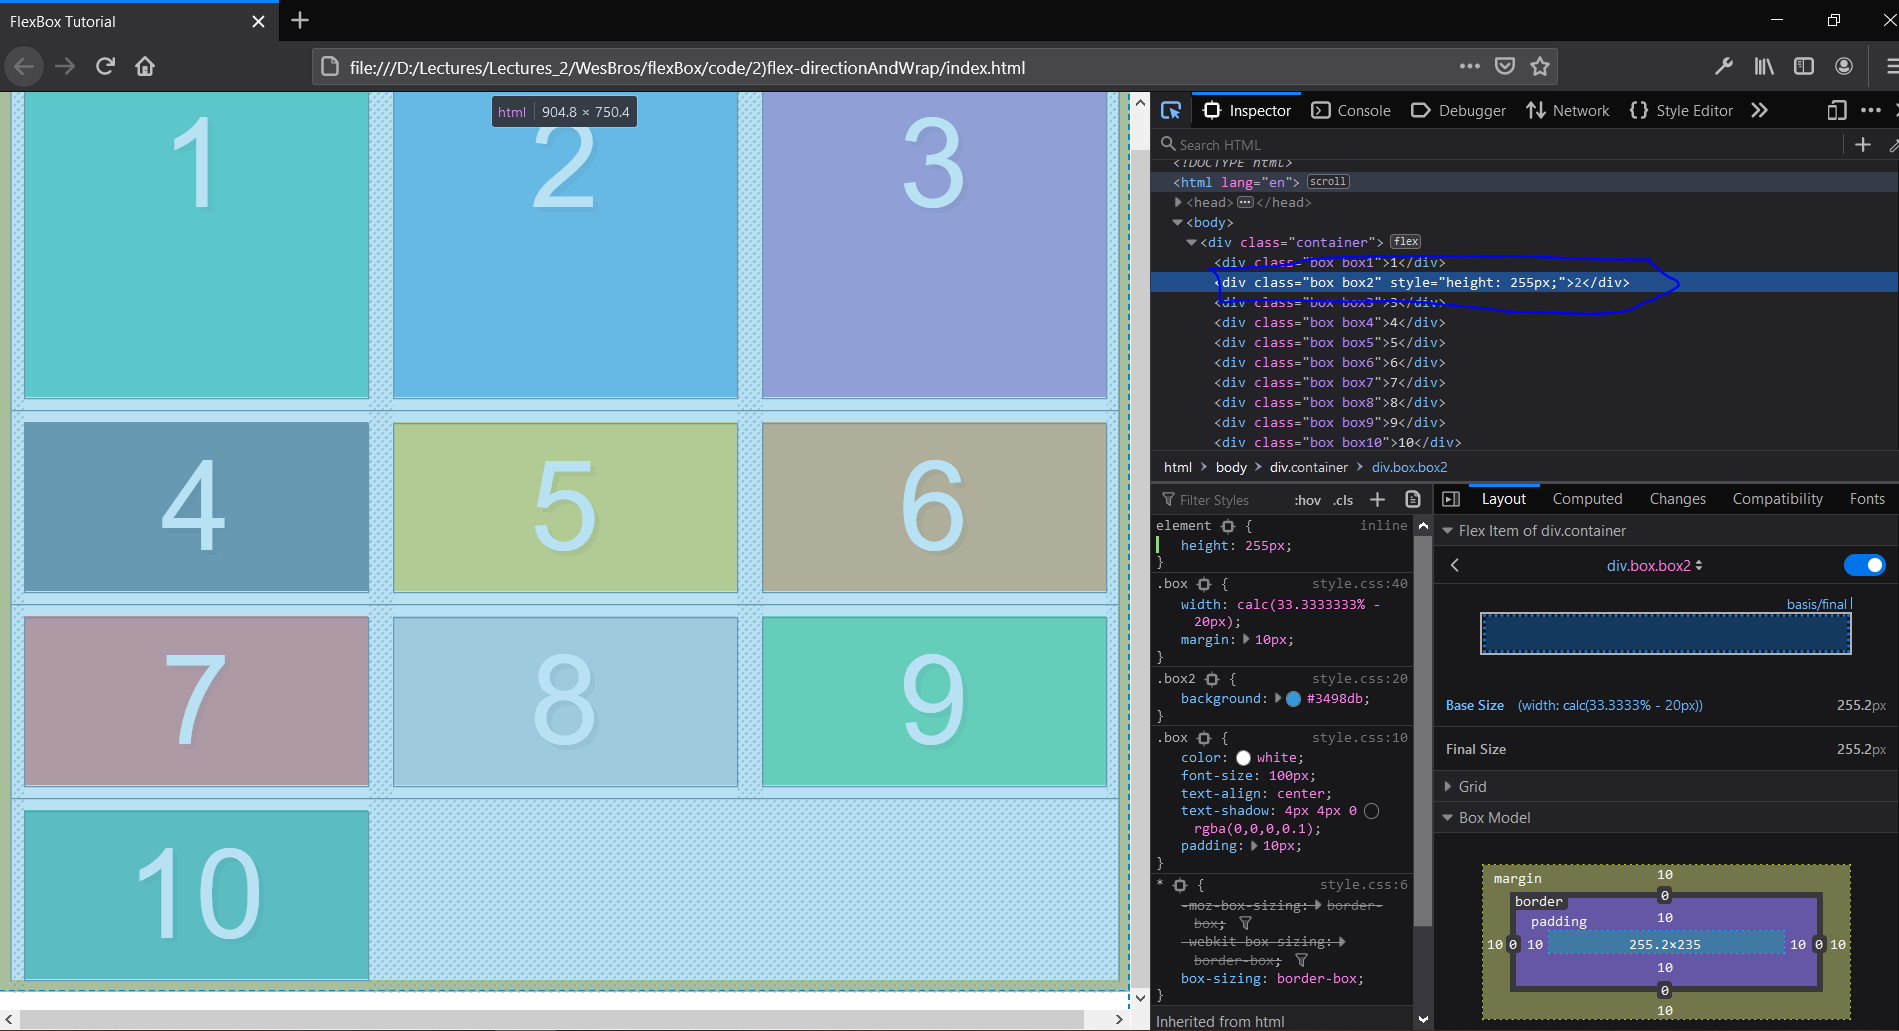 FlexBox Tutorial
file:///D:/Lectures/Lectures_2/WesBros/flexBox/code/2)flex-directionAndWrap/index.html
html 904.8 × 750.4
1 2 3
4 5 6
7 8 9
10
Inspector Console Debugger Network Style Editor
Search HTML
<!DOCTYPE html>
<html lang="en"> scroll
<head> ••• </head>
<body>
<div class="container"> flex
<div class="box box1">1</div>
<div class="box box2" style="height: 255px;">2</div>
<div class="box box3">3</div>
<div class="box box4">4</div>
<div class="box box5">5</div>
<div class="box box6">6</div>
<div class="box box7">7</div>
<div class="box box8">8</div>
<div class="box box9">9</div>
<div class="box box10">10</div>
html > body > div.container > div.box.box2
Filter Styles :hov .cls +
element { inline
height: 255px;
}
.box { style.css:40
width: calc(33.3333333% -
20px);
margin: 10px;
}
.box2 { style.css:20
background: #3498db;
}
.box { style.css:10
color: white;
font-size: 100px;
text-align: center;
text-shadow: 4px 4px 0
rgba(0,0,0,0.1);
padding: 10px;
}
* { style.css:6
-moz-box-sizing: border-
box;
-webkit-box-sizing:
border-box;
box-sizing: border-box;
}
Inherited from html
Layout Computed Changes Compatibility Fonts
Flex Item of div.container
div.box.box2
basis/final
Base Size (width: calc(33.3333% - 20px)) 255.2px
Final Size 255.2px
Grid
Box Model
margin 10
border 0
padding 10
10 0 10 255.2×235 10 0 10
10
0
10